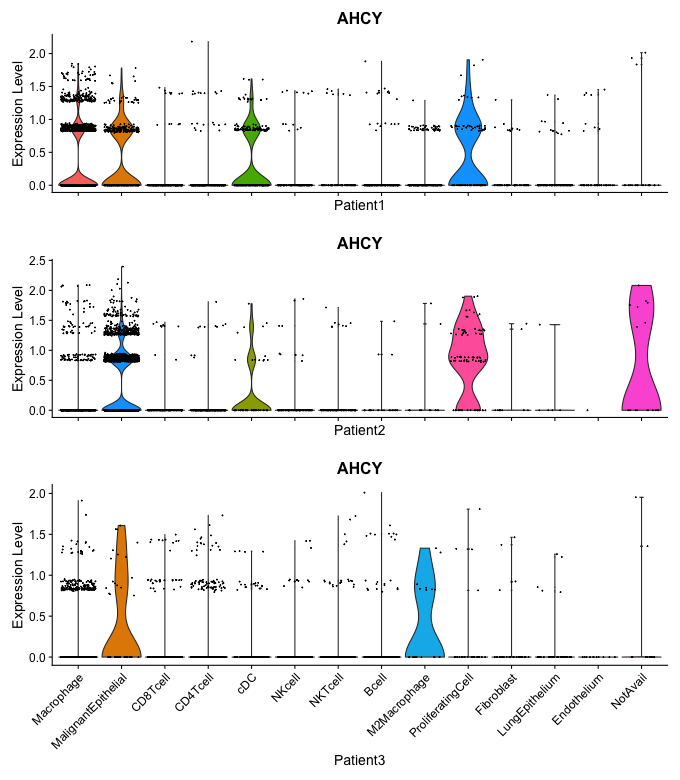 AHCY
Expression Level
2.0
1.5
1.0
0.5
0.0
Patient1
AHCY
Expression Level
2.5
2.0
1.5
1.0
0.5
0.0
Patient2
AHCY
Expression Level
2.0
1.5
1.0
0.5
0.0
Macrophage
MalignantEpithelial
CD8Tcell
CD4Tcell
cDC
NKcell
NKTcell
Bcell
M2Macrophage
ProliferatingCell
Fibroblast
LungEpithelium
Endothelium
NotAvail
Patient3